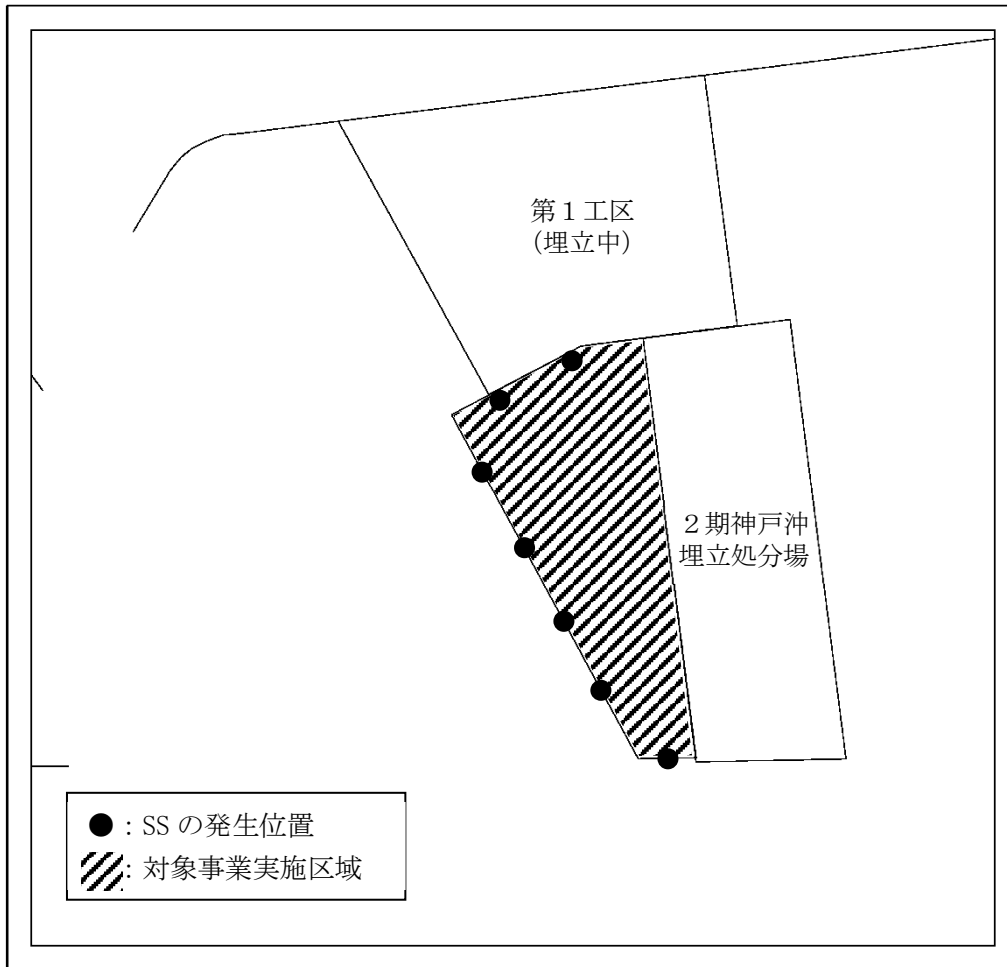 第１工区
(埋立中)
２期神戸沖
埋立処分場
: SS の発生位置
: 対象事業実施区域